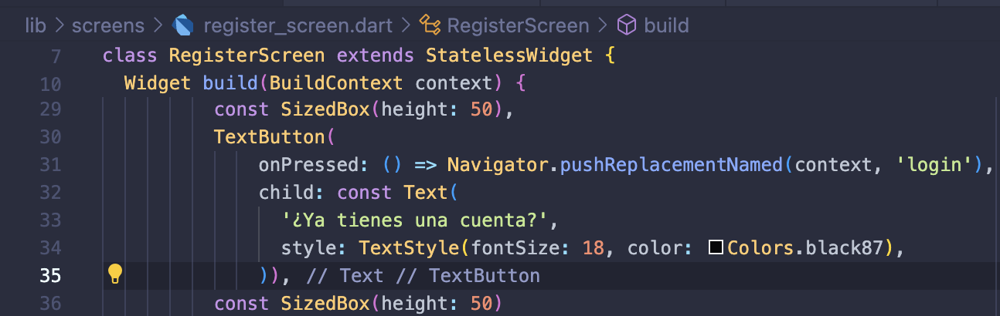 lib > screens > register_screen.dart > RegisterScreen > build
7 class RegisterScreen extends StatelessWidget {
10 Widget build(BuildContext context) {
29 const SizedBox(height: 50),
30 TextButton(
31 onPressed: () => Navigator.pushReplacementNamed(context, 'login'),
32 child: const Text(
33 '¿Ya tienes una cuenta?',
34 style: TextStyle(fontSize: 18, color: Colors.black87),
35 )), // Text // TextButton
36 const SizedBox(height: 50)